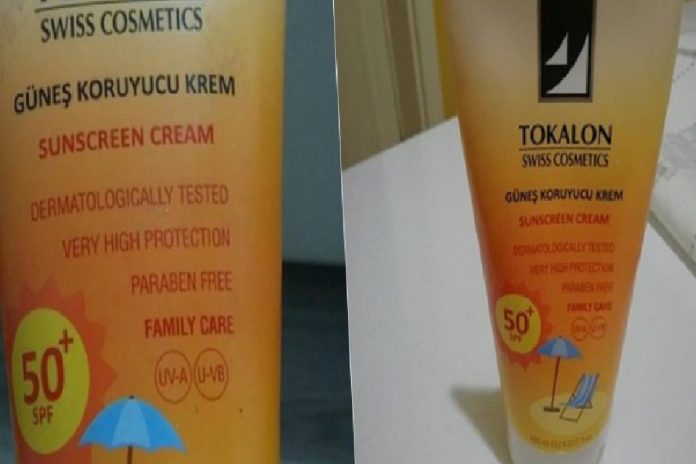 SWISS COSMETICS
GÜNEŞ KORUYUCU KREM
SUNSCREEN CREAM
DERMATOLOGICALLY TESTED
VERY HIGH PROTECTION
PARABEN FREE
FAMILY CARE
50+
SPF
UV-A U-VB
TOKALON
SWISS COSMETICS
GÜNEŞ KORUYUCU KREM
SUNSCREEN CREAM
DERMATOLOGICALLY TESTED
VERY HIGH PROTECTION
PARABEN FREE
FAMILY CARE
50+
SPF
UV-A U-VB